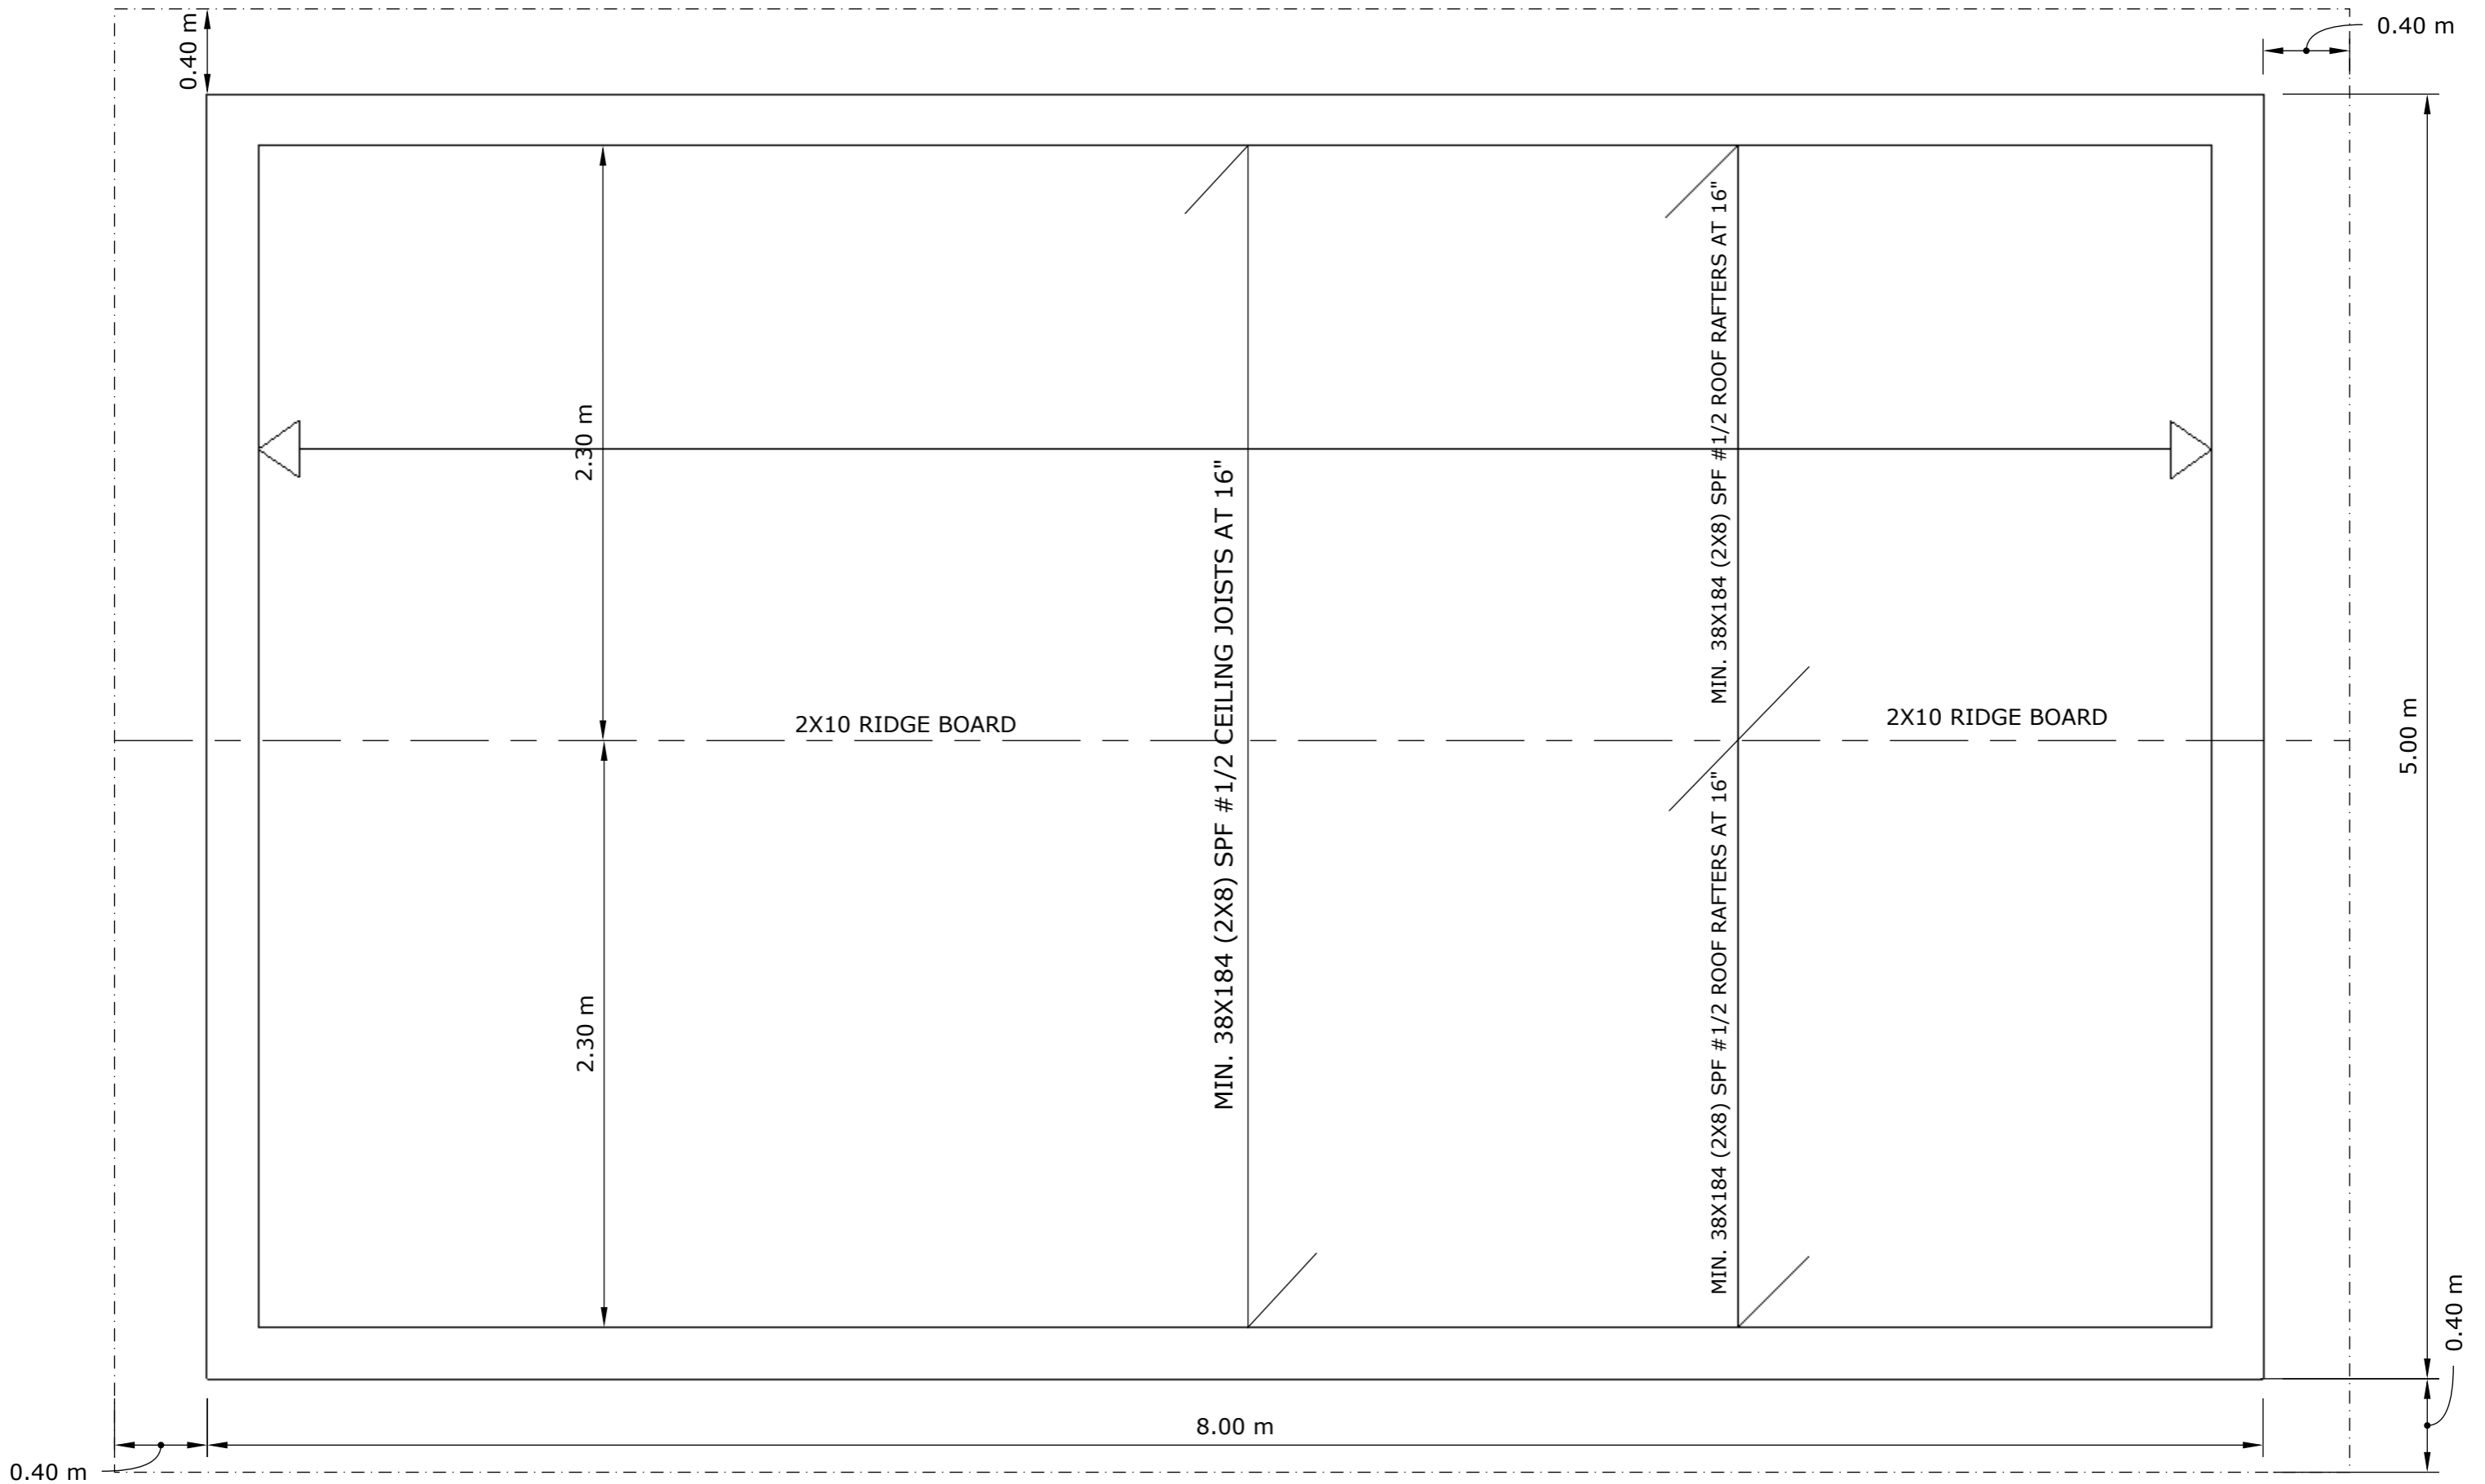 0.40 m
0.40 m
MIN. 38X184 (2X8) SPF #1/2 ROOF RAFTERS AT 16"
2.30 m
MIN. 38X184 (2X8) SPF #1/2 CEILING JOISTS AT 16"
2X10 RIDGE BOARD
2X10 RIDGE BOARD
5.00 m
MIN. 38X184 (2X8) SPF #1/2 ROOF RAFTERS AT 16"
2.30 m
0.40 m
8.00 m
0.40 m